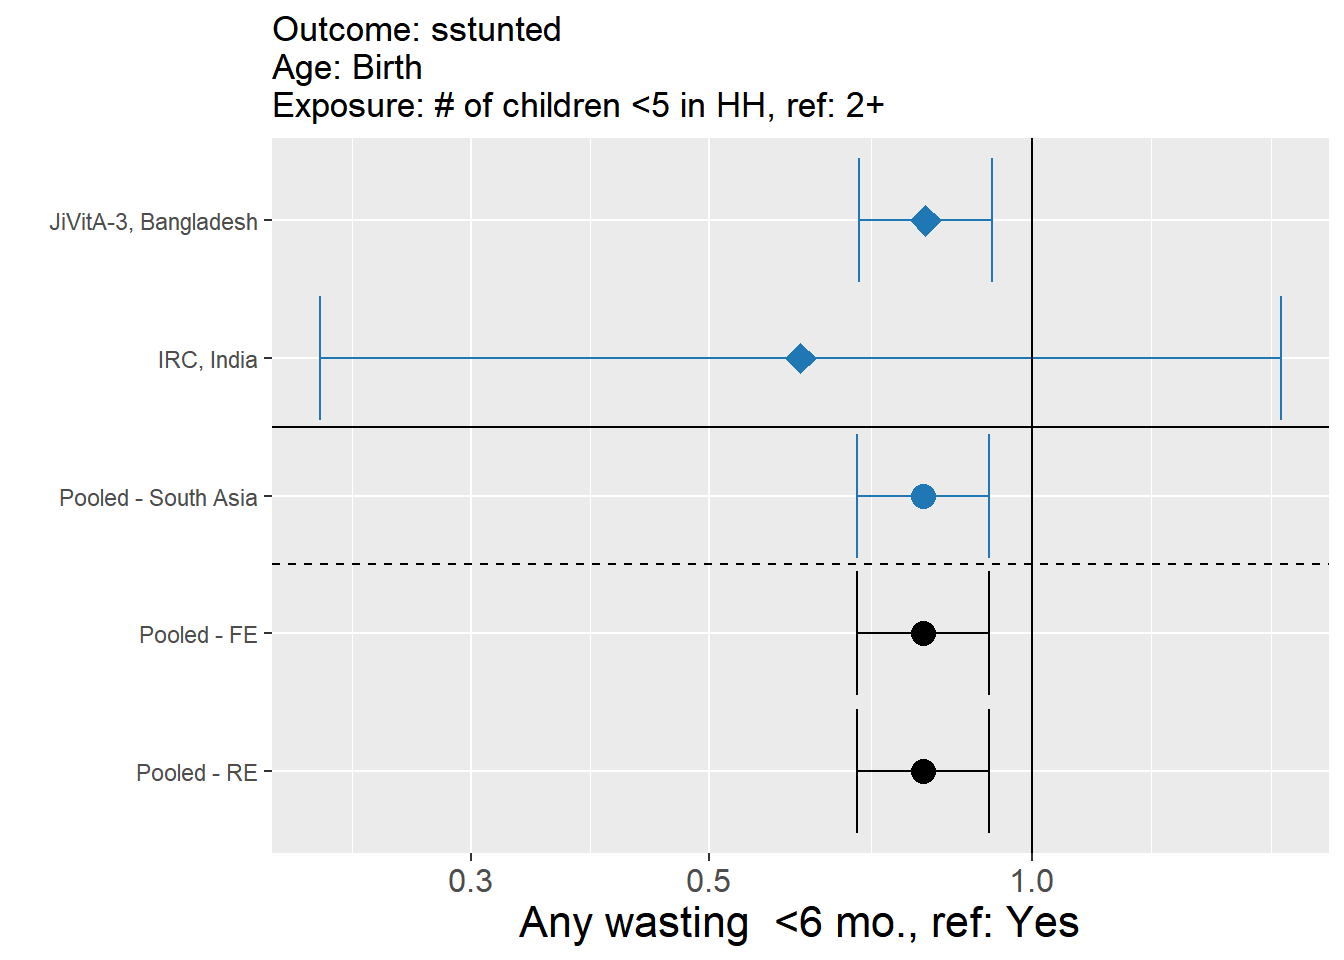 Outcome: sstunted
Age: Birth
Exposure: # of children <5 in HH, ref: 2+
JiVitA-3, Bangladesh
IRC, India
Pooled - South Asia
Pooled - FE
Pooled - RE
0.3 0.5 1.0
Any wasting  <6 mo., ref: Yes